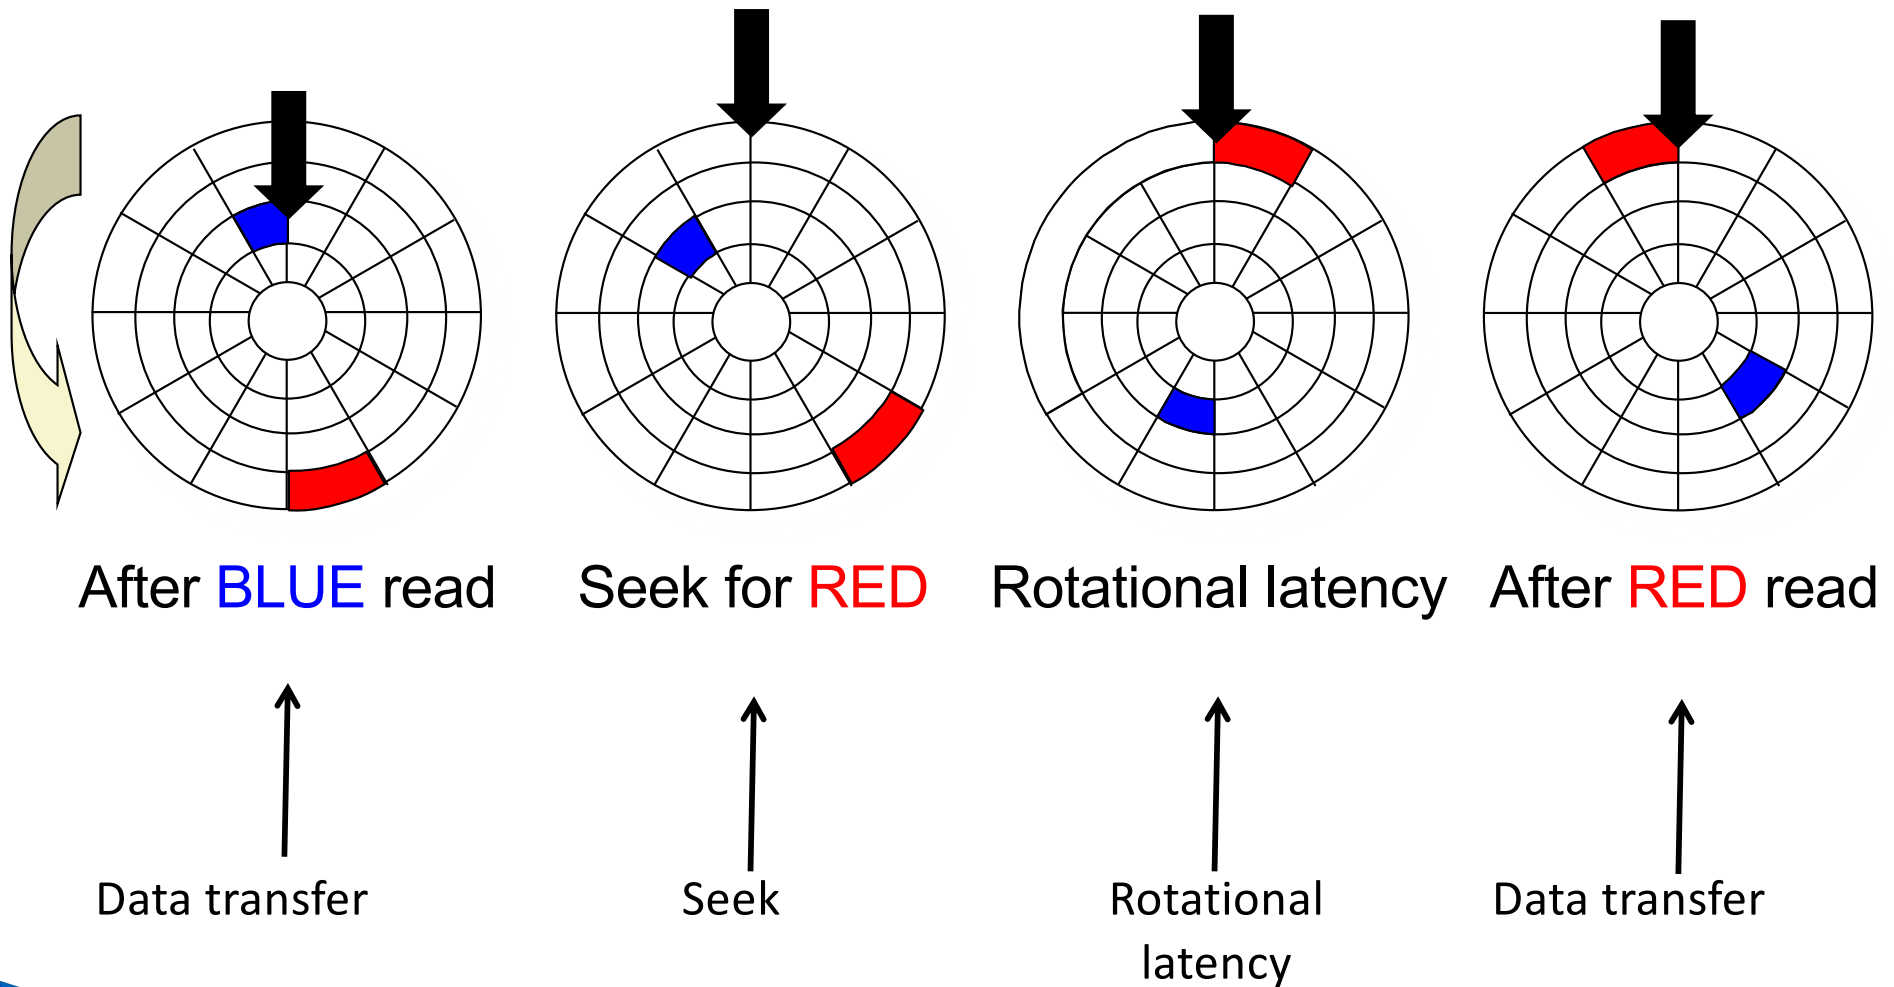 After BLUE read
Seek for RED
Rotational latency
After RED read
Data transfer
Seek
Rotational
latency
Data transfer